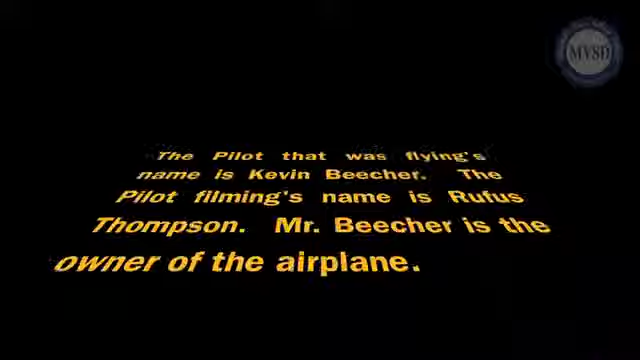 MVSD
The Pilot that was flying's
name is Kevin Beecher. The
Pilot filming's name is Rufus
Thompson. Mr. Beecher is the
owner of the airplane.